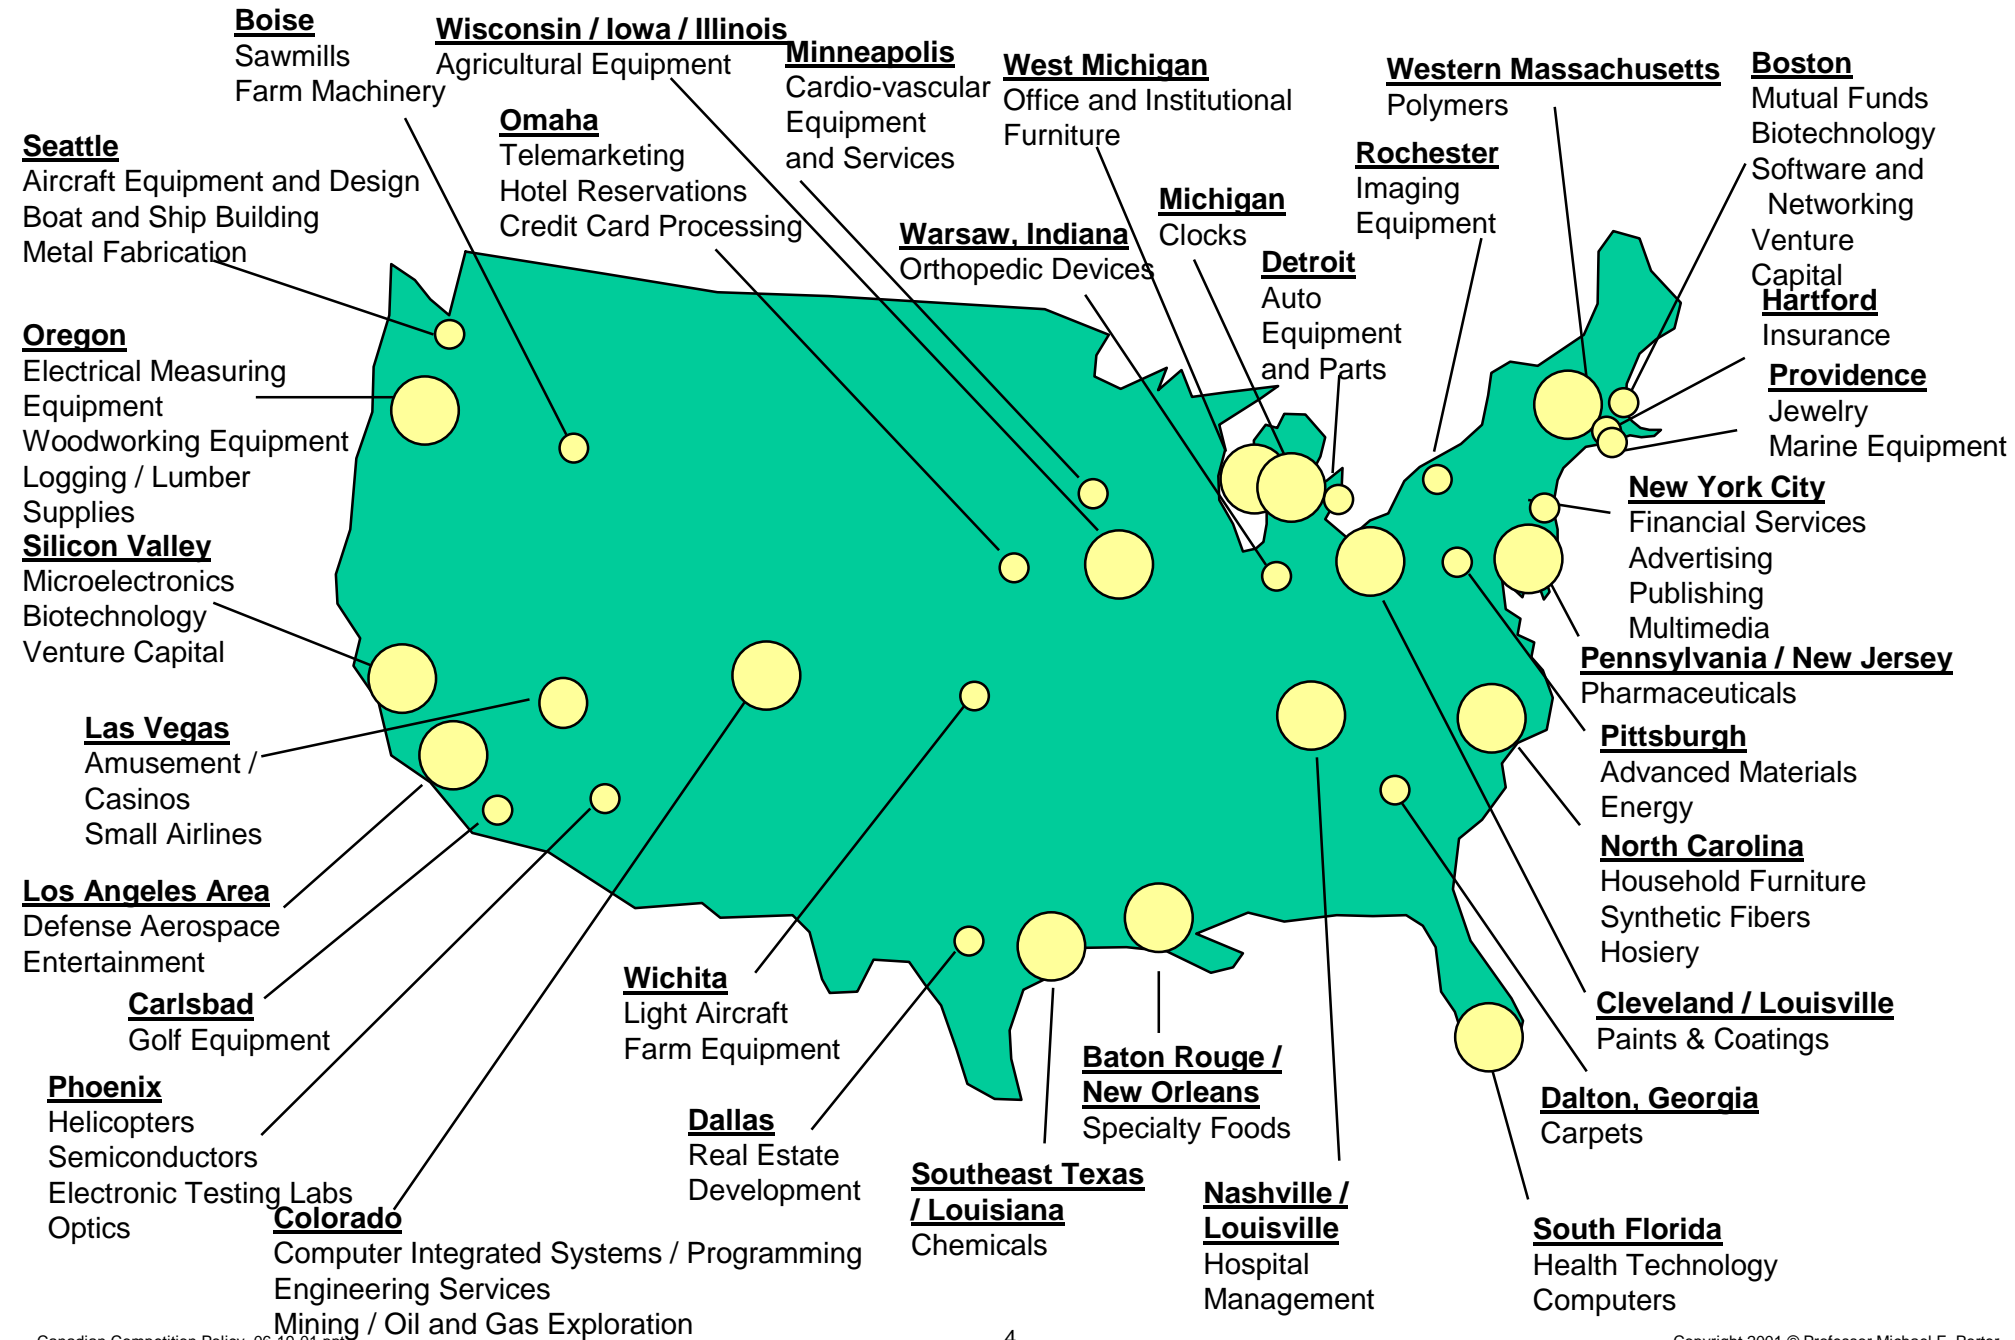 Boise
Sawmills
Farm Machinery
Wisconsin / Iowa / Illinois
Agricultural Equipment
Minneapolis
Cardio-vascular
Equipment
and Services
West Michigan
Office and Institutional
Furniture
Western Massachusetts
Polymers
Boston
Mutual Funds
Biotechnology
Software and
Networking
Venture
Capital
Seattle
Aircraft Equipment and Design
Boat and Ship Building
Metal Fabrication
Omaha
Telemarketing
Hotel Reservations
Credit Card Processing
Warsaw, Indiana
Orthopedic Devices
Michigan
Clocks
Detroit
Auto
Equipment
and Parts
Rochester
Imaging
Equipment
Hartford
Insurance
Providence
Jewelry
Marine Equipment
Oregon
Electrical Measuring
Equipment
Woodworking Equipment
Logging / Lumber
Supplies
Silicon Valley
Microelectronics
Biotechnology
Venture Capital
New York City
Financial Services
Advertising
Publishing
Multimedia
Pennsylvania / New Jersey
Pharmaceuticals
Las Vegas
Amusement /
Casinos
Small Airlines
Pittsburgh
Advanced Materials
Energy
Los Angeles Area
Defense Aerospace
Entertainment
North Carolina
Household Furniture
Synthetic Fibers
Hosiery
Carlsbad
Golf Equipment
Wichita
Light Aircraft
Farm Equipment
Cleveland / Louisville
Paints & Coatings
Phoenix
Helicopters
Semiconductors
Electronic Testing Labs
Optics
Dallas
Real Estate
Development
Baton Rouge /
New Orleans
Specialty Foods
Dalton, Georgia
Carpets
Colorado
Computer Integrated Systems / Programming
Engineering Services
Mining / Oil and Gas Exploration
Southeast Texas
/ Louisiana
Chemicals
Nashville /
Louisville
Hospital
Management
South Florida
Health Technology
Computers
Canadian Competition Policy
4
Copyright 2001 © Professor Michael E. Porter